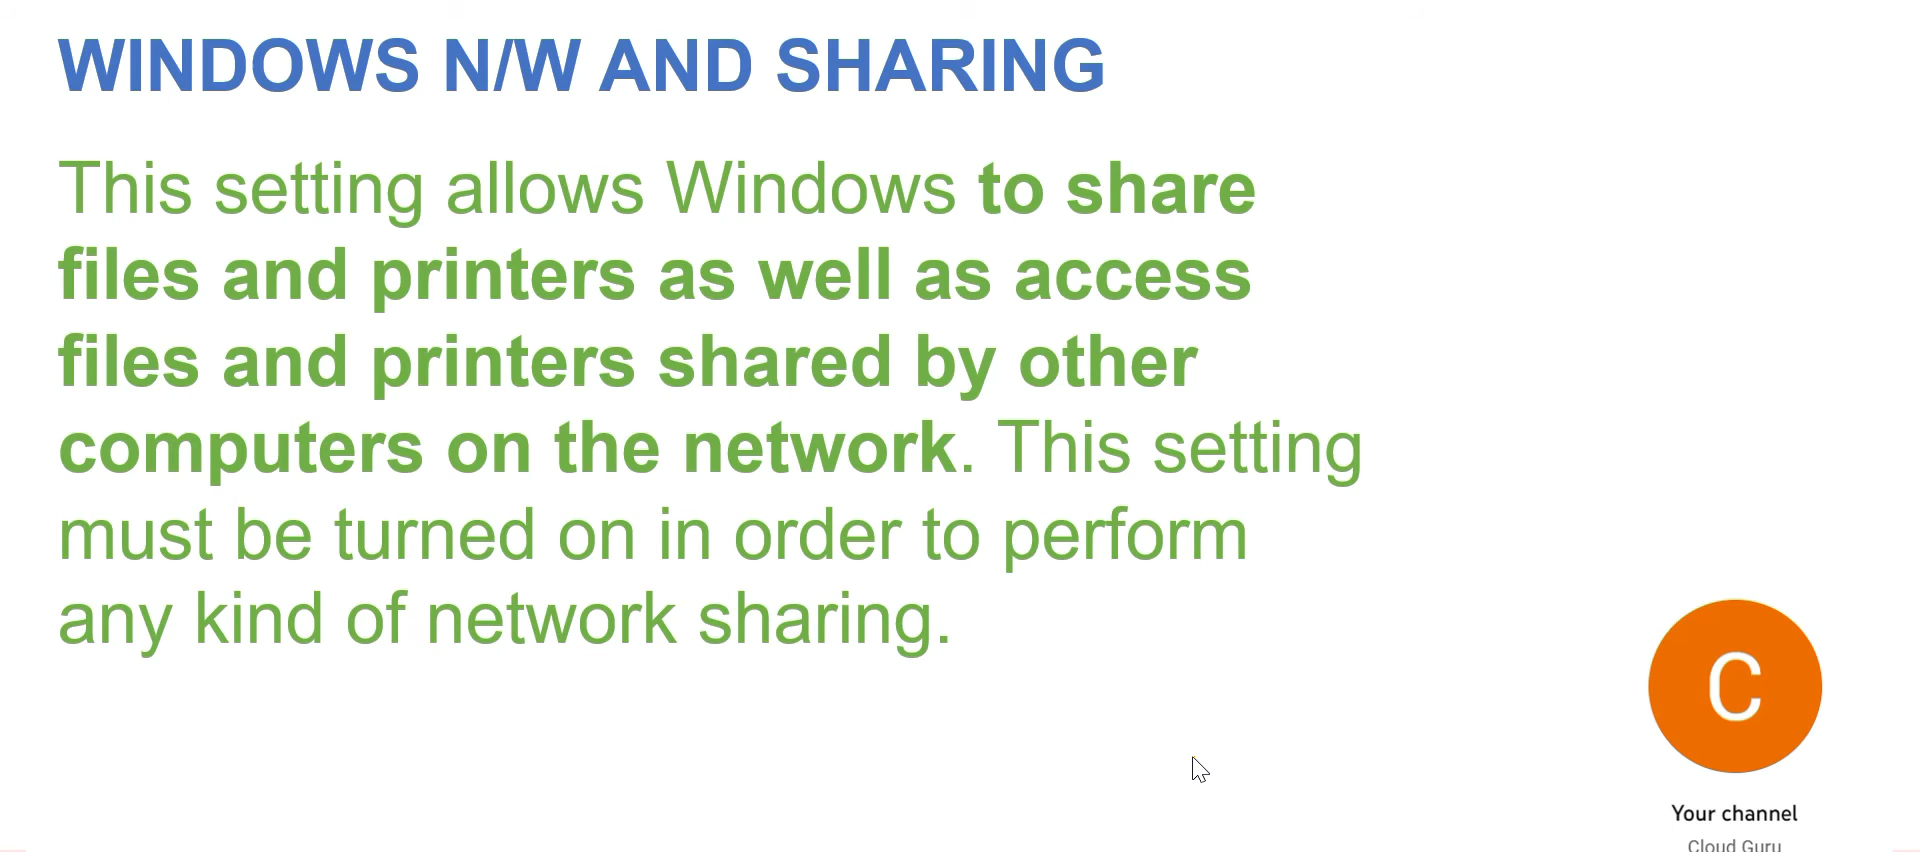 WINDOWS N/W AND SHARING
This setting allows Windows to share
files and printers as well as access
files and printers shared by other
computers on the network. This setting
must be turned on in order to perform
any kind of network sharing.
C
Your channel
Cloud Guru